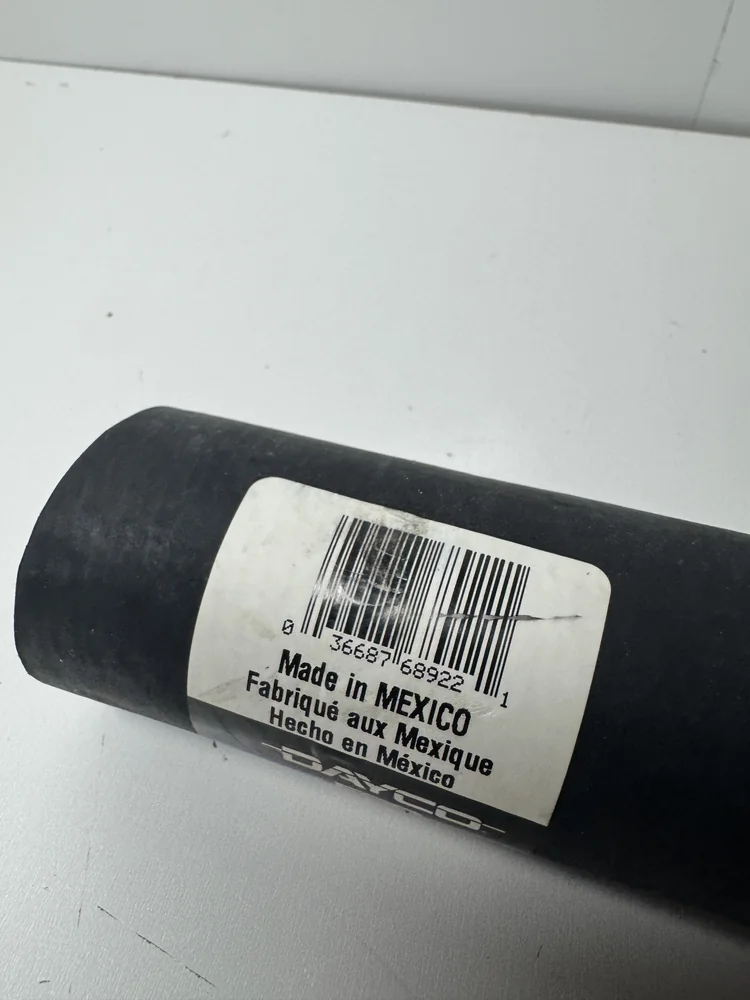 0 36687 68922 1
Made in MEXICO
Fabriqué aux Mexique
Hecho en México
DAYCO